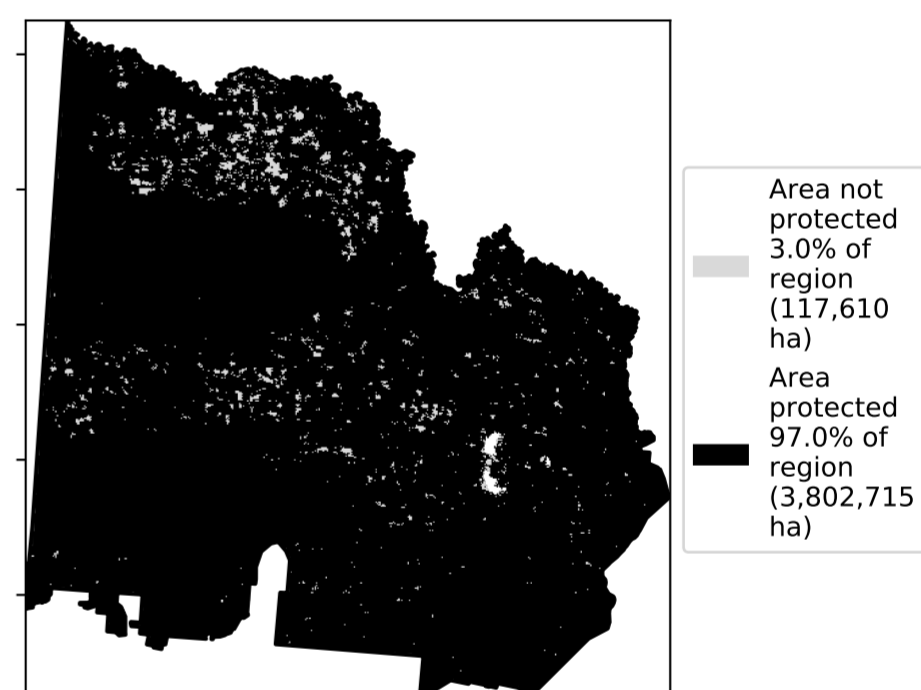 Area not
protected
3.0% of
region
(117,610
ha)
Area
protected
97.0% of
region
(3,802,715
ha)